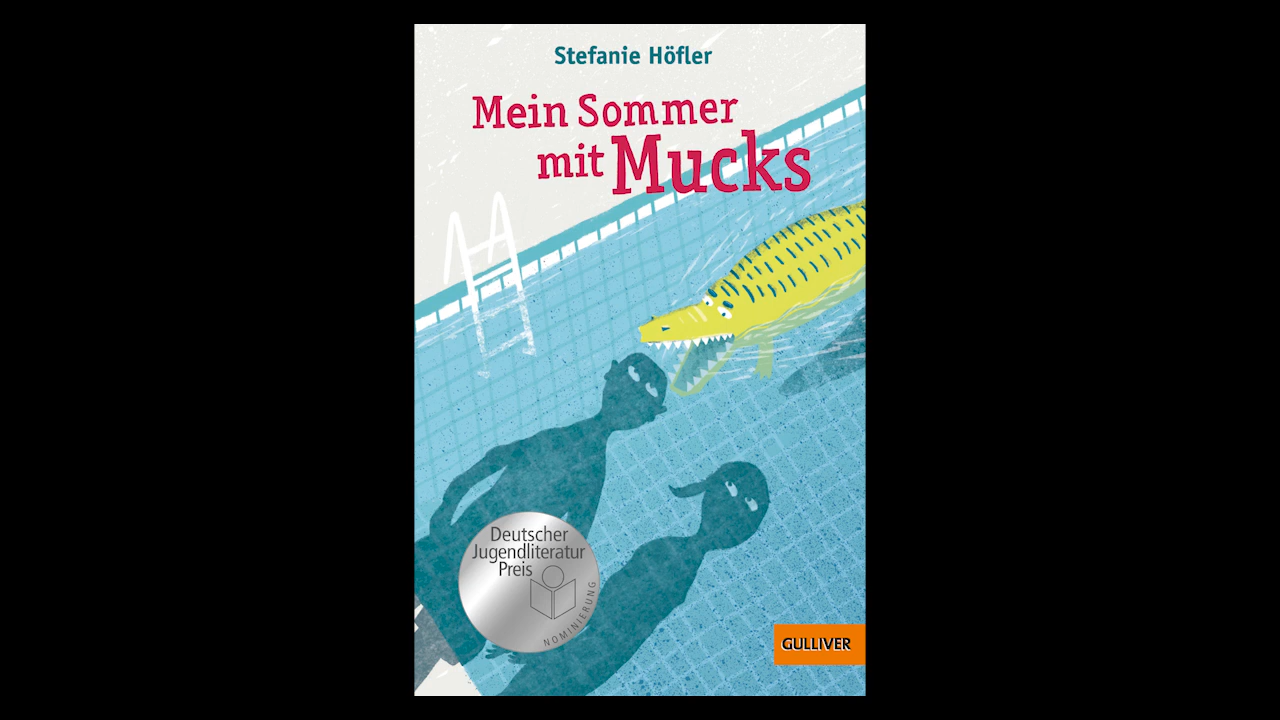 Stefanie Höfler
Mein Sommer
mit Mucks
Deutscher
Jugendliteratur
Preis
NOMINIERUNG
GULLIVER